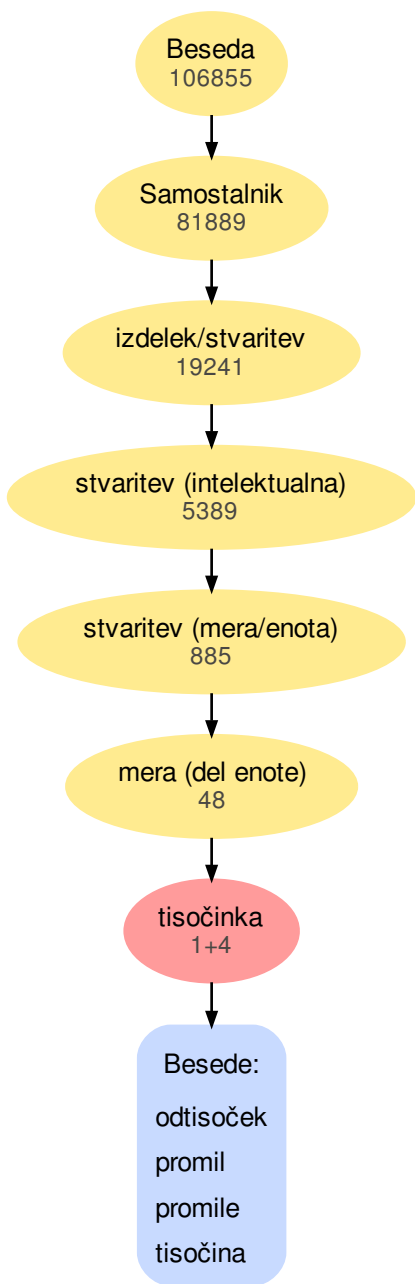 Beseda
106855
Samostalnik
81889
izdelek/stvaritev
19241
stvaritev (intelektualna)
5389
stvaritev (mera/enota)
885
mera (del enote)
48
tisočinka
1+4
Besede:
odtisoček
promil
promile
tisočina